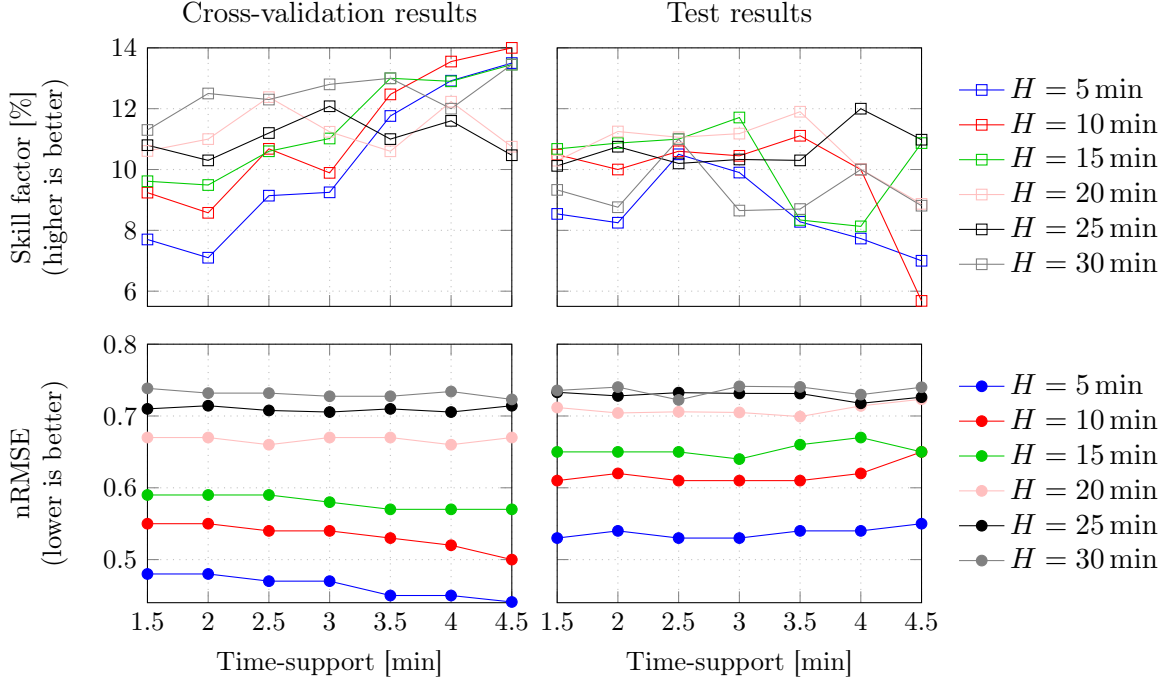 Cross-validation results
Test results
Skill factor [%]
(higher is better)
14
12
10
8
6
H = 5 min
H = 10 min
H = 15 min
H = 20 min
H = 25 min
H = 30 min
nRMSE
(lower is better)
0.8
0.7
0.6
0.5
H = 5 min
H = 10 min
H = 15 min
H = 20 min
H = 25 min
H = 30 min
1.5 2 2.5 3 3.5 4 4.5
1.5 2 2.5 3 3.5 4 4.5
Time-support [min]
Time-support [min]